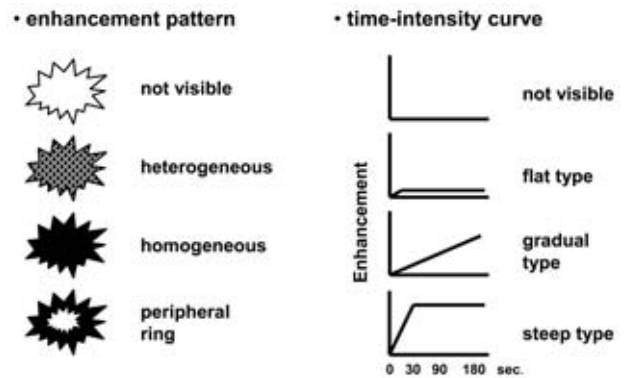 • enhancement pattern
not visible
heterogeneous
homogeneous
peripheral
ring
• time-intensity curve
Enhancement
not visible
flat type
gradual
type
steep type
0 30 90 180 sec.